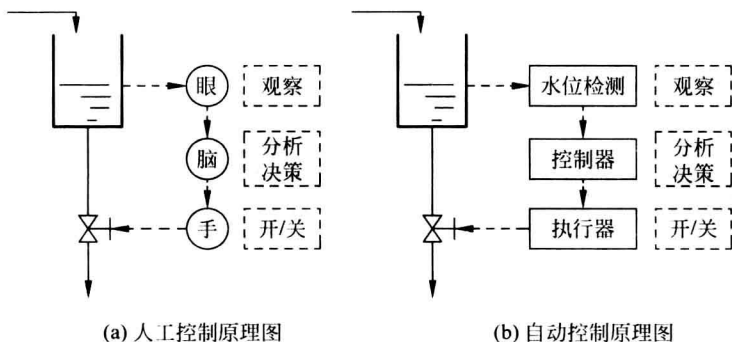 眼
观察
脑
分析
决策
手
开/关
(a) 人工控制原理图
水位检测
观察
控制器
分析
决策
执行器
开/关
(b) 自动控制原理图